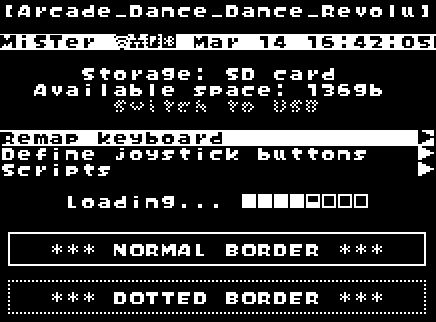 [Arcade_Dance_Dance_Revolu]
MiSTer Mar 14 16:42:05
Storage: SD card
Available space: 1369b
Switch to USB
Remap keyboard
Define joystick buttons
Scripts
Loading...
*** NORMAL BORDER ***
*** DOTTED BORDER ***